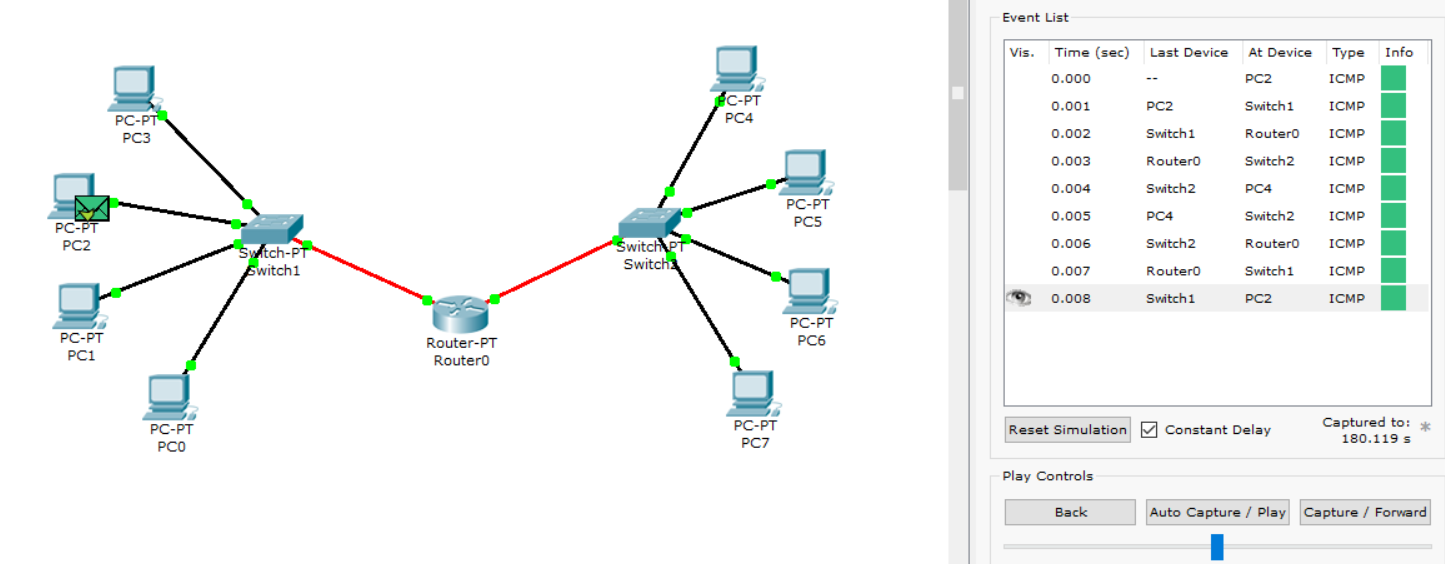 PC-PT
PC3
PC-PT
PC2
PC-PT
PC1
PC-PT
PC0
Switch-PT
Switch1
Router-PT
Router0
Switch-PT
Switch2
PC-PT
PC4
PC-PT
PC5
PC-PT
PC6
PC-PT
PC7
Event List
Vis. Time (sec) Last Device At Device Type Info
0.000 -- PC2 ICMP
0.001 PC2 Switch1 ICMP
0.002 Switch1 Router0 ICMP
0.003 Router0 Switch2 ICMP
0.004 Switch2 PC4 ICMP
0.005 PC4 Switch2 ICMP
0.006 Switch2 Router0 ICMP
0.007 Router0 Switch1 ICMP
0.008 Switch1 PC2 ICMP
Reset Simulation Constant Delay Captured to: *
180.119 s
Play Controls
Back Auto Capture / Play Capture / Forward